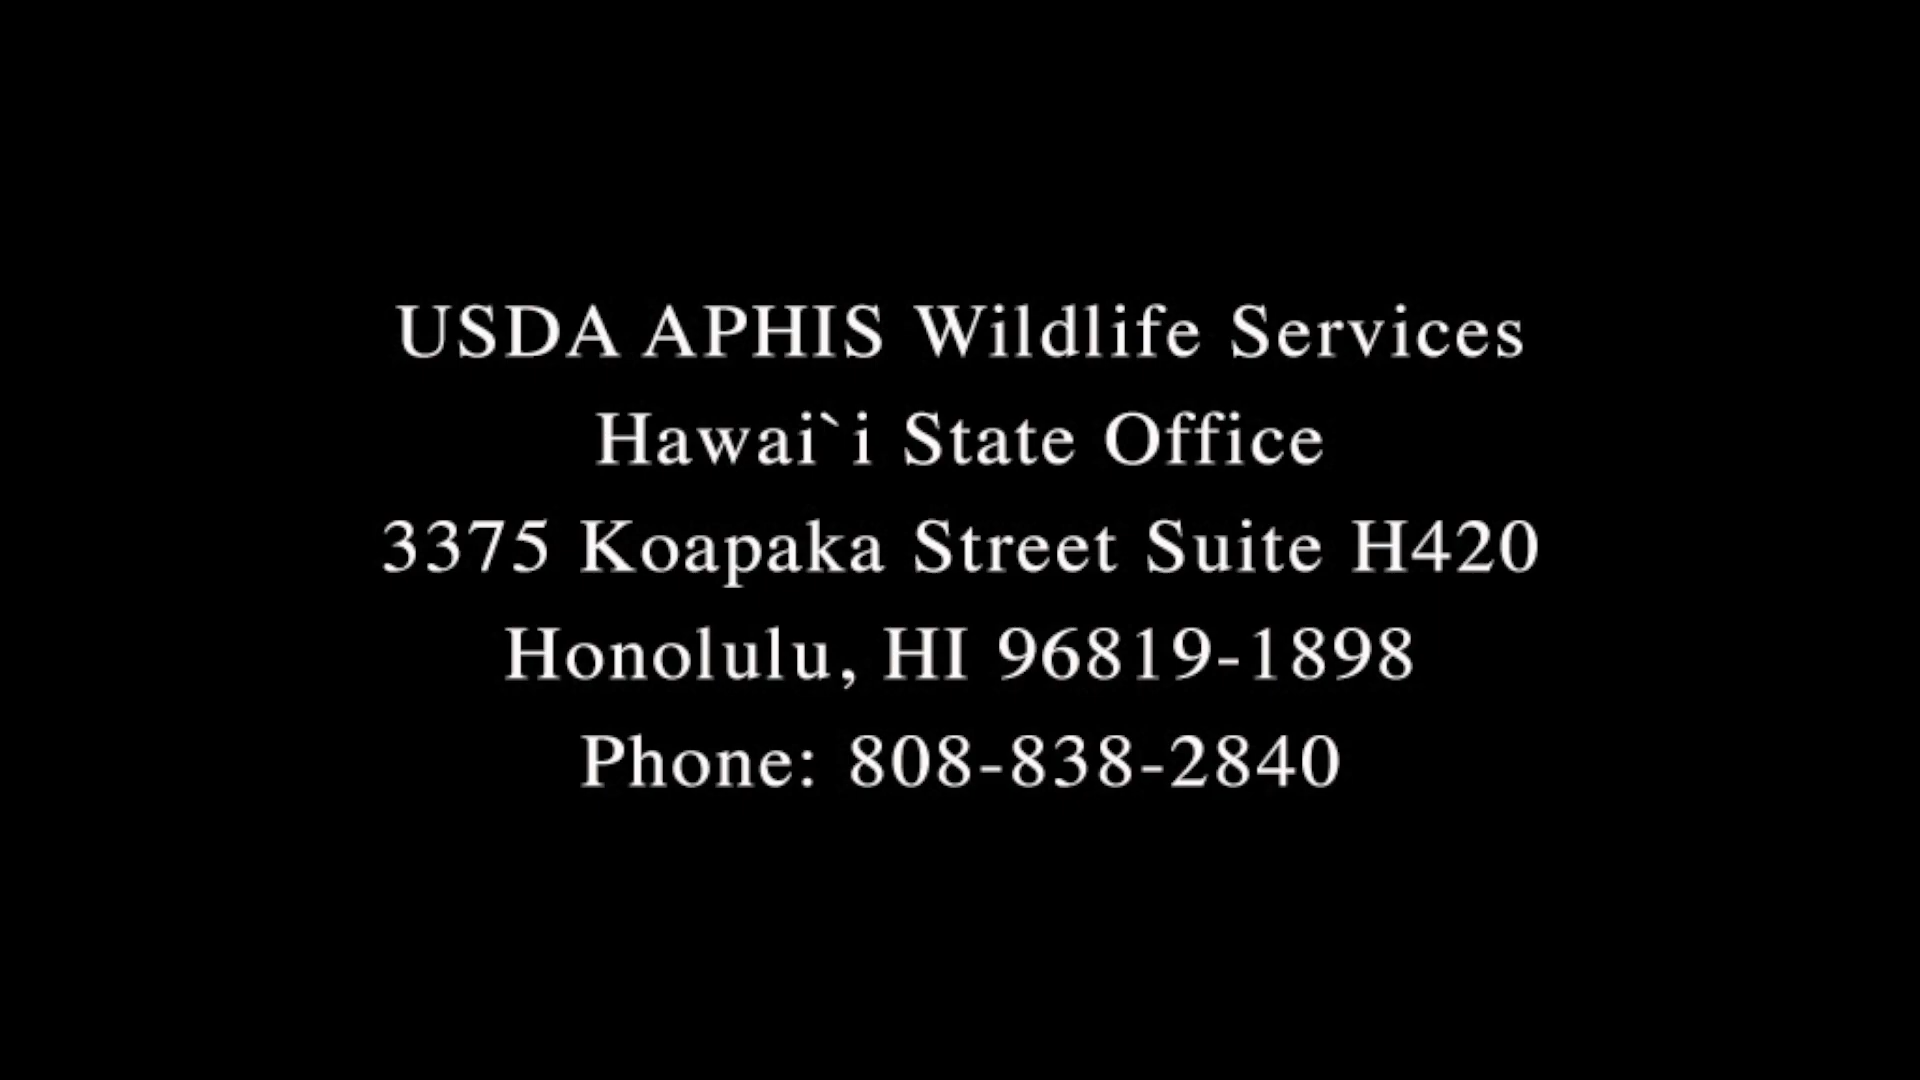 USDA APHIS Wildlife Services
Hawai`i State Office
3375 Koapaka Street Suite H420
Honolulu, HI 96819-1898
Phone: 808-838-2840